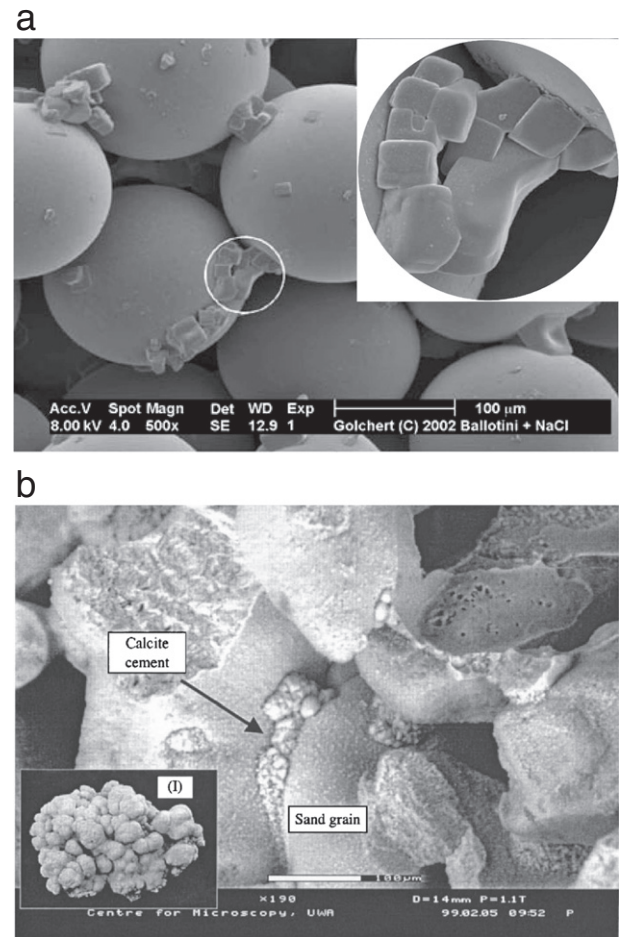 a
Acc.V Spot Magn Det WD Exp 100 μm
8.00 kV 4.0 500x SE 12.9 1 Golchert (C) 2002 Ballotini + NaCl
b
Calcite
cement
(I)
Sand grain
100μm
×190 D=14mm P=1.1T
Centre for Microscopy, UWA 99.02.05 09:52 P